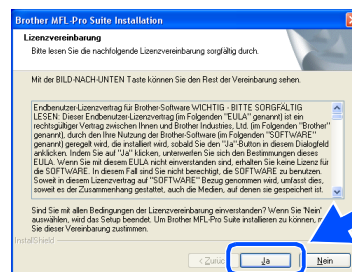 Brother MFL-Pro Suite Installation
Lizenzvereinbarung
Bitte lesen Sie die nachfolgende Lizenzvereinbarung sorgfältig durch.
Mit der BILD-NACH-UNTEN Taste können Sie den Rest der Vereinbarung sehen.
Endbenutzer-Lizenzvertrag für Brother-Software WICHTIG - BITTE SORGFÄLTIG
LESEN: Dieser Endbenutzer-Lizenzvertrag (im Folgenden "EULA" genannt) ist ein
rechtsgültiger Vertrag zwischen Ihnen und Brother Industries, Ltd. (im Folgenden "Brother"
genannt), durch den Ihre Nutzung der Brother-Software (im Folgenden "SOFTWARE"
genannt) geregelt wird, die installiert wird, sobald Sie den "Ja"-Button in diesem Dialogfeld
anklicken. Indem Sie auf "Ja" klicken, unterwerfen Sie sich den Bestimmungen dieses
EULA. Wenn Sie mit diesem EULA nicht einverstanden sind, erhalten Sie keine Lizenz für
die SOFTWARE. In diesem Fall sind Sie nicht berechtigt, die SOFTWARE zu benutzen.
Soweit in diesem Lizenzvertrag auf "SOFTWARE" Bezug genommen wird, umfasst dies,
soweit es der Zusammenhang gestattet, auch die Medien, auf denen sie gespeichert ist.
Sind Sie mit allen Bedingungen der Lizenzvereinbarung einverstanden? Wenn Sie 'Nein'
auswählen, wird das Setup beendet. Um Brother MFL-Pro Suite installieren zu können, m
Sie dieser Vereinbarung zustimmen.
InstallShield
< Zurück
Ja
Nein